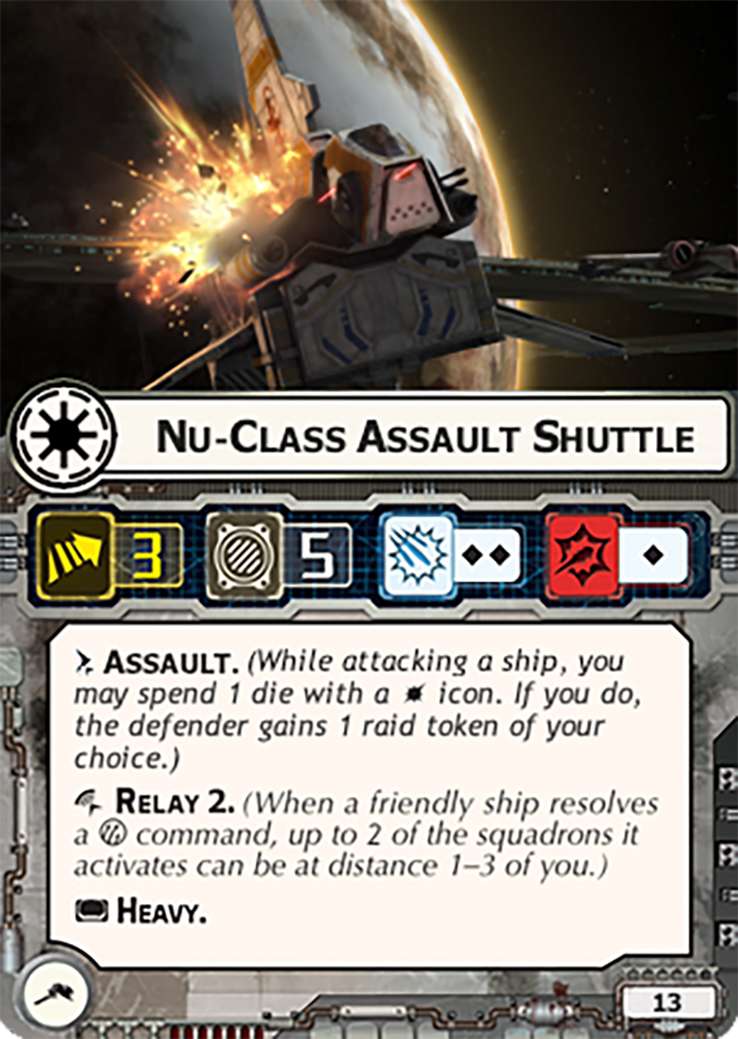 NU-CLASS ASSAULT SHUTTLE
3 5
ASSAULT. (While attacking a ship, you
may spend 1 die with a icon. If you do,
the defender gains 1 raid token of your
choice.)
RELAY 2. (When a friendly ship resolves
a command, up to 2 of the squadrons it
activates can be at distance 1–3 of you.)
HEAVY.
13